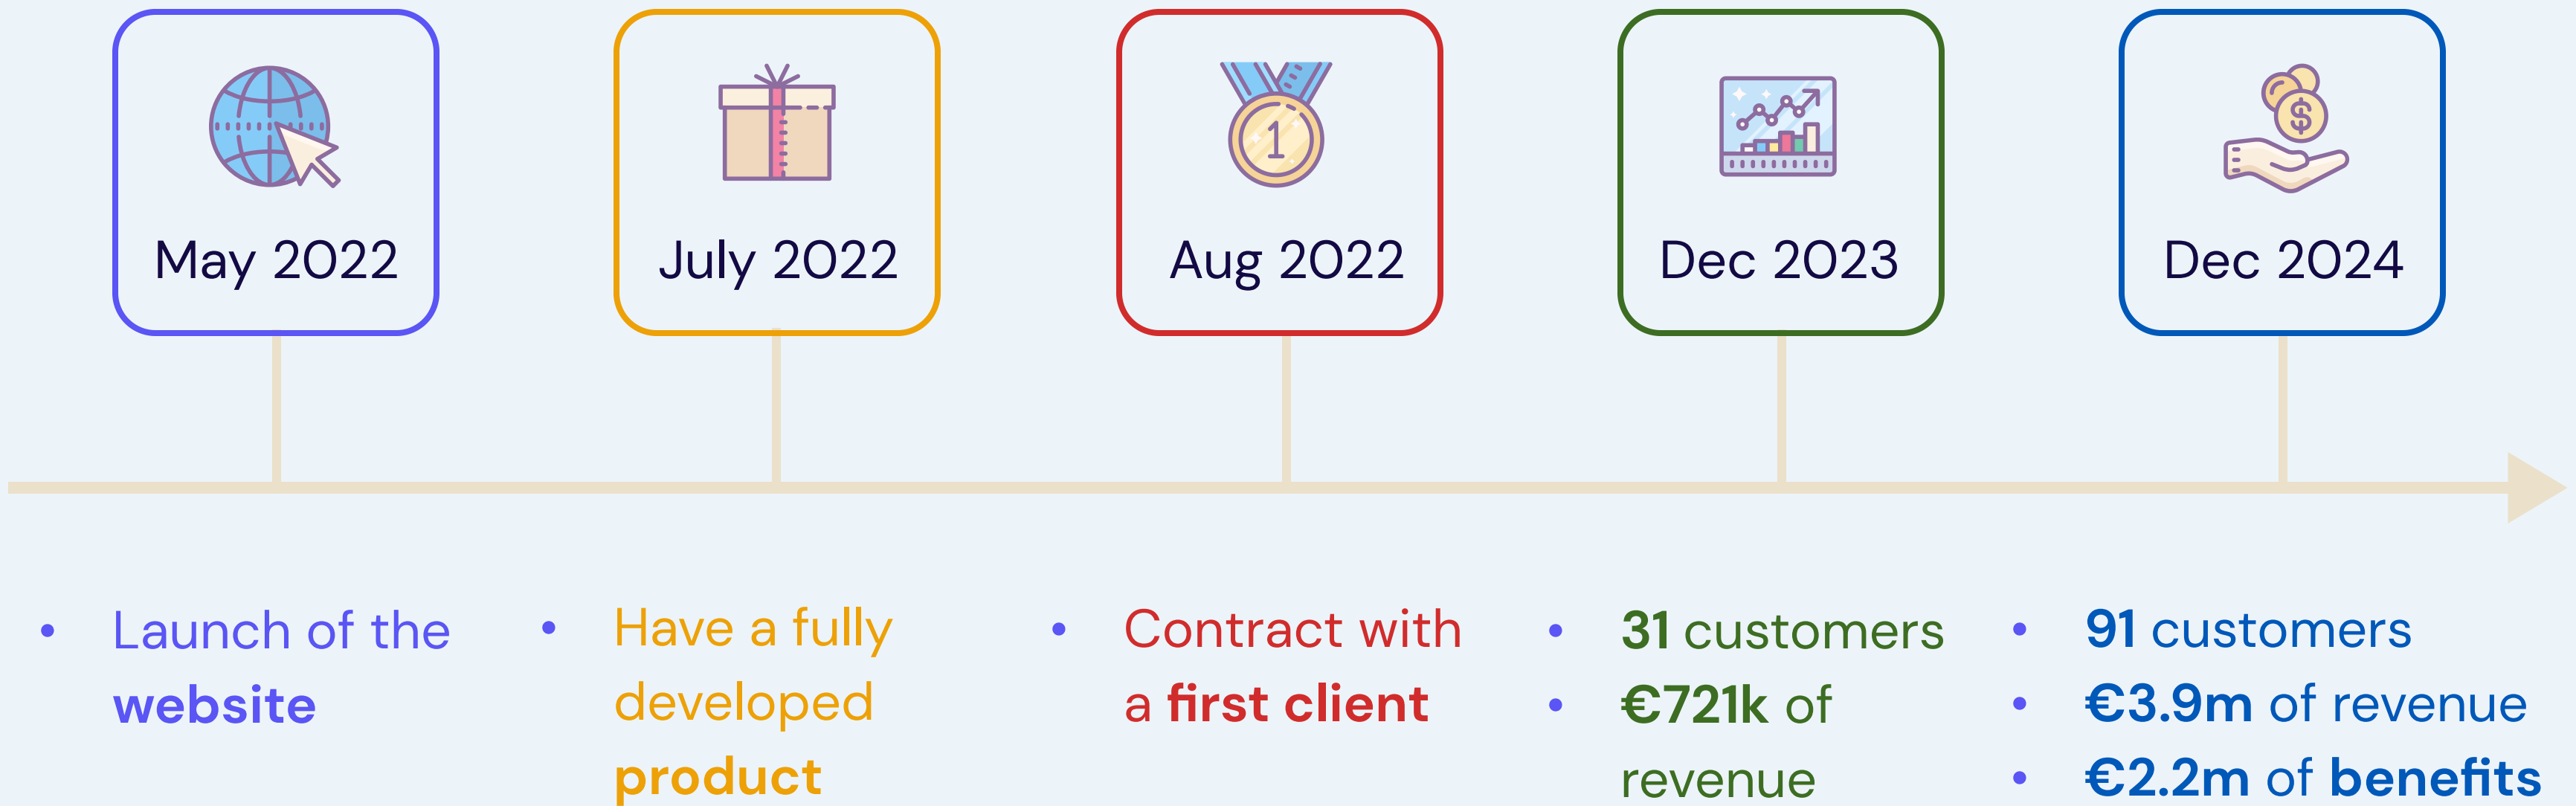 May 2022
July 2022
1
Aug 2022
Dec 2023
$
Dec 2024
• Launch of the
website
• Have a fully
developed
product
• Contract with
a first client
• 31 customers
• €721k of
revenue
• 91 customers
• €3.9m of revenue
• €2.2m of benefits